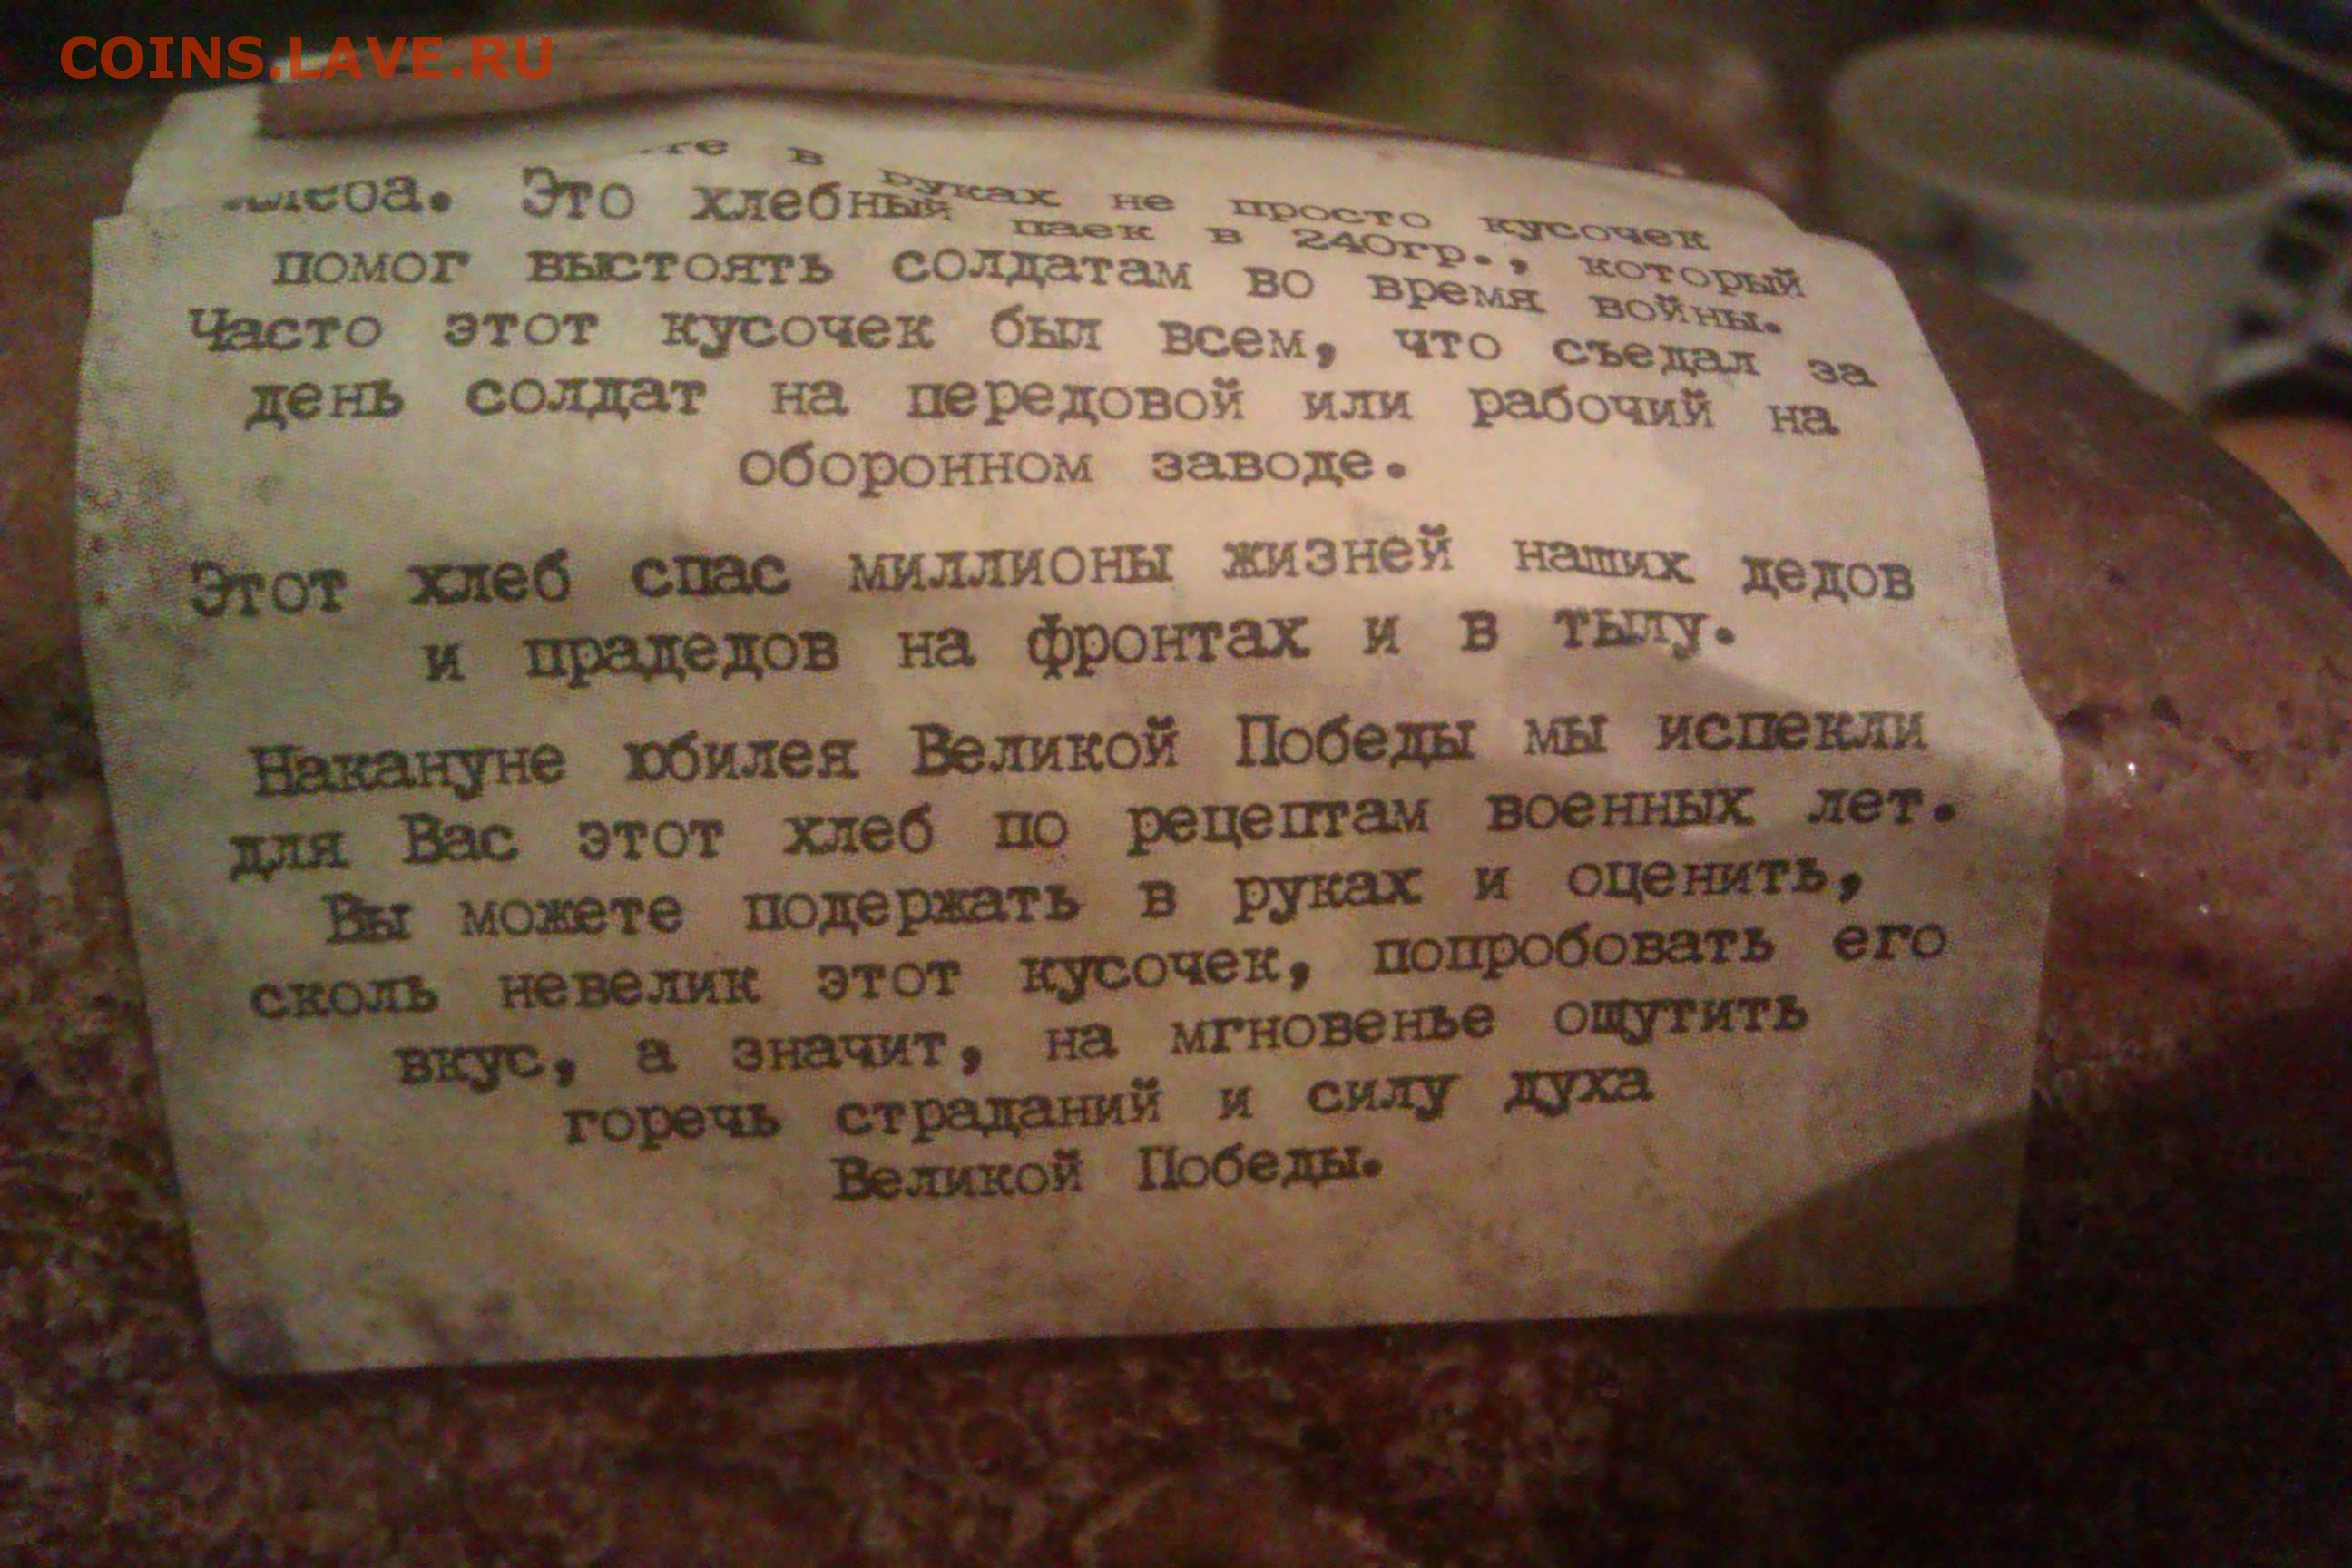 COINS.LAVE.RU
в руках не просто кусочек
хлеба. Это хлебный паек в 240гр., который
помог выстоять солдатам во время войны.
Часто этот кусочек был всем, что съедал за
день солдат на передовой или рабочий на
оборонном заводе.
Этот хлеб спас миллионы жизней наших дедов
и прадедов на фронтах и в тылу.
Накануне юбилея Великой Победы мы испекли
для Вас этот хлеб по рецептам военных лет.
Вы можете подержать в руках и оценить,
сколь невелик этот кусочек, попробовать его
вкус, а значит, на мгновенье ощутить
горечь страданий и силу духа
Великой Победы.